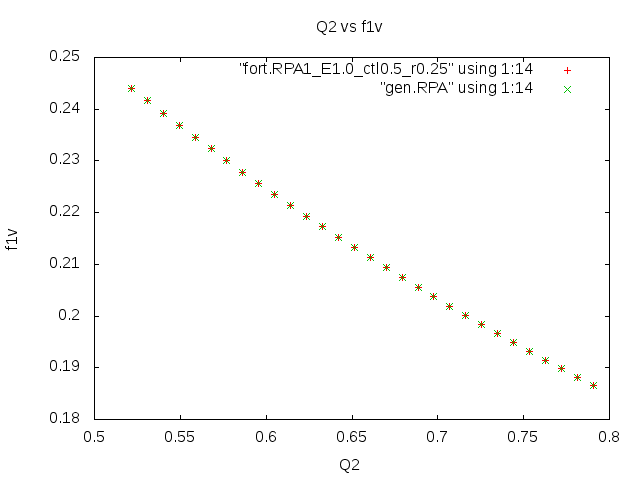 Q2 vs f1v
"fort.RPA1_E1.0_ctl0.5_r0.25" using 1:14
"gen.RPA" using 1:14
0.25
0.24
0.23
0.22
0.21
0.2
0.19
0.18
f1v
0.5 0.55 0.6 0.65 0.7 0.75 0.8
Q2